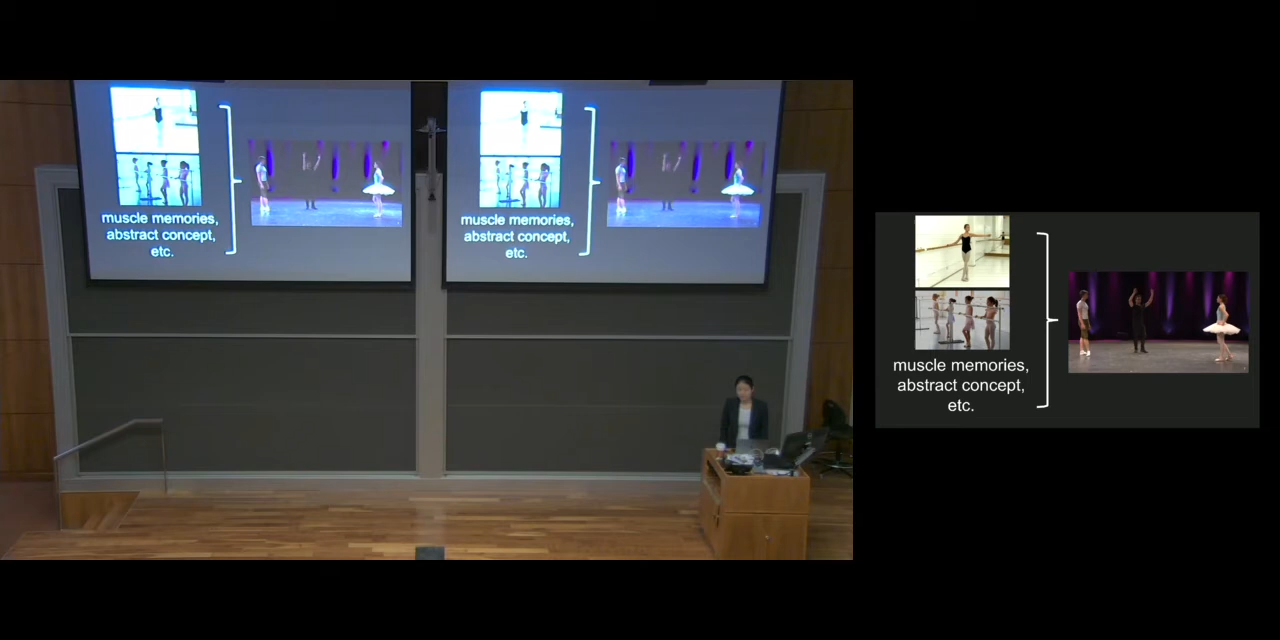 muscle memories,
abstract concept,
etc.
muscle memories,
abstract concept,
etc.
muscle memories,
abstract concept,
etc.